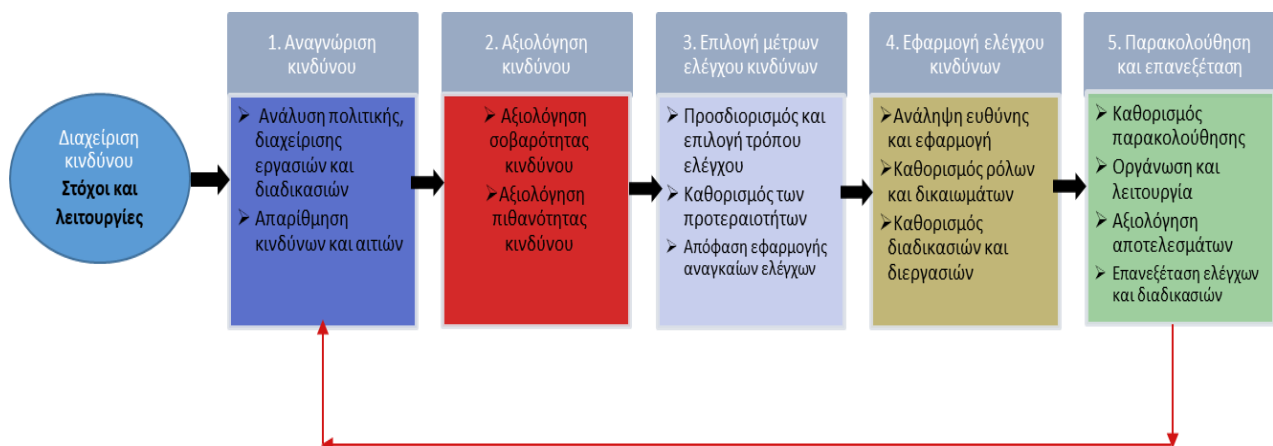 Διαχείριση
κινδύνου
Στόχοι και
λειτουργίες
1. Αναγνώριση
κινδύνου
➢ Ανάλυση πολιτικής,
διαχείρισης
εργασιών και
διαδικασιών
➢ Απαρίθμηση
κινδύνων και αιτιών
2. Αξιολόγηση
κινδύνου
➢ Αξιολόγηση
σοβαρότητας
κινδύνου
➢ Αξιολόγηση
πιθανότητας
κινδύνου
3. Επιλογή μέτρων
ελέγχου κινδύνων
➢ Προσδιορισμός και
επιλογή τρόπου
ελέγχου
➢ Καθορισμός των
προτεραιοτήτων
➢ Απόφαση εφαρμογής
αναγκαίων ελέγχων
4. Εφαρμογή ελέγχου
κινδύνων
➢ Ανάληψη ευθύνης
και εφαρμογή
➢ Καθορισμός ρόλων
και δικαιωμάτων
➢ Καθορισμός
διαδικασιών και
διεργασιών
5. Παρακολούθηση
και επανεξέταση
➢ Καθορισμός
παρακολούθησης
➢ Οργάνωση και
λειτουργία
➢ Αξιολόγηση
αποτελεσμάτων
➢ Επανεξέταση ελέγχων
και διαδικασιών